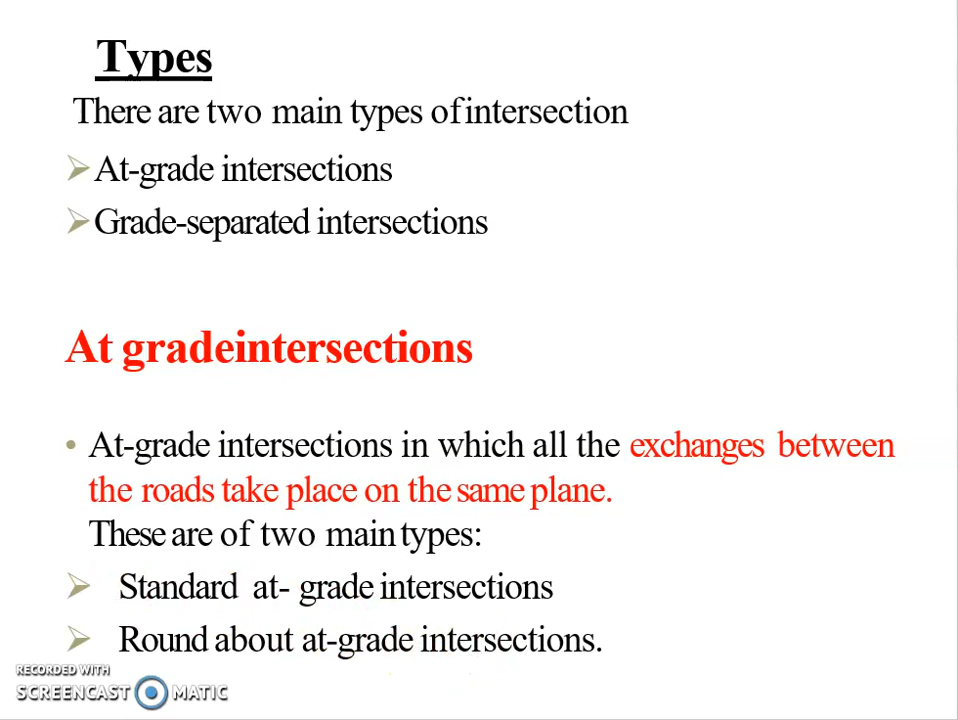 Types
There are two main types of intersection
At-grade intersections
Grade-separated intersections
At gradeintersections
At-grade intersections in which all the exchanges between
the roads take place on the same plane.
These are of two main types:
Standard at- grade intersections
Round about at-grade intersections.
RECORDED WITH
SCREENCAST MATIC